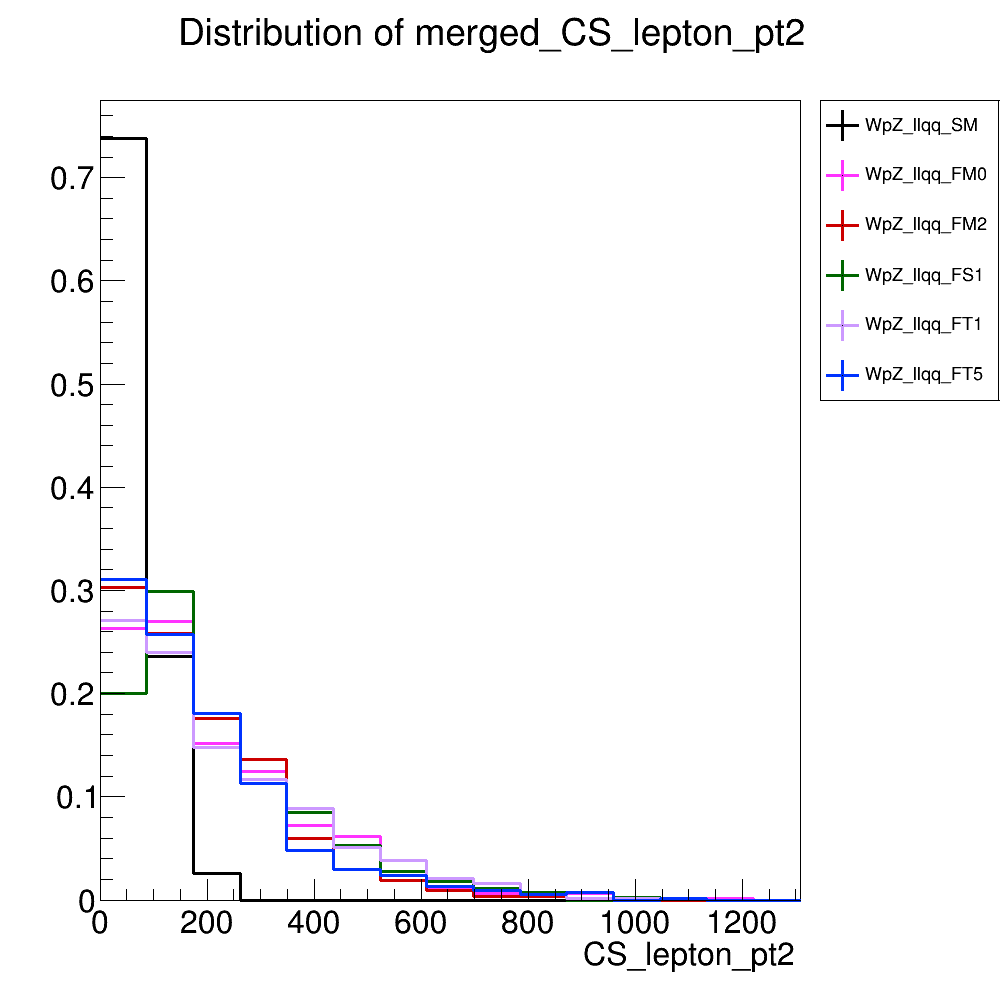 Distribution of merged_CS_lepton_pt2
WpZ_llqq_SM
WpZ_llqq_FM0
WpZ_llqq_FM2
WpZ_llqq_FS1
WpZ_llqq_FT1
WpZ_llqq_FT5
0.7
0.6
0.5
0.4
0.3
0.2
0.1
0
0 200 400 600 800 1000 1200
CS_lepton_pt2